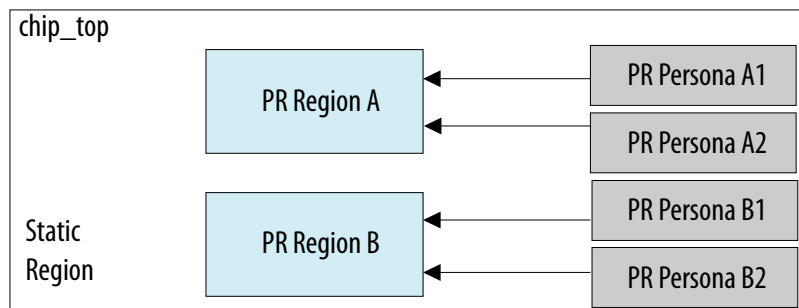 chip_top
PR Region A
PR Persona A1
PR Persona A2
PR Region B
PR Persona B1
PR Persona B2
Static
Region